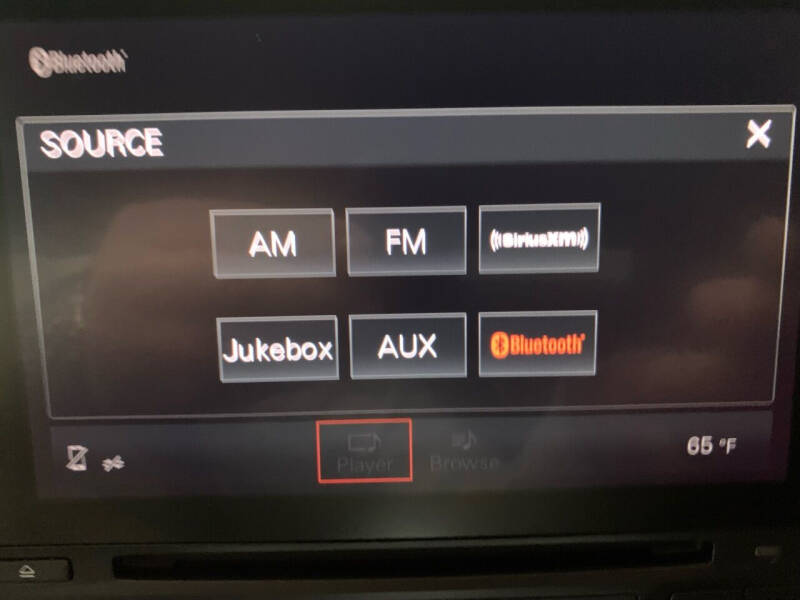 Bluetooth
SOURCE
AM FM SiriusXM
Jukebox AUX Bluetooth
Player Browse 65 °F